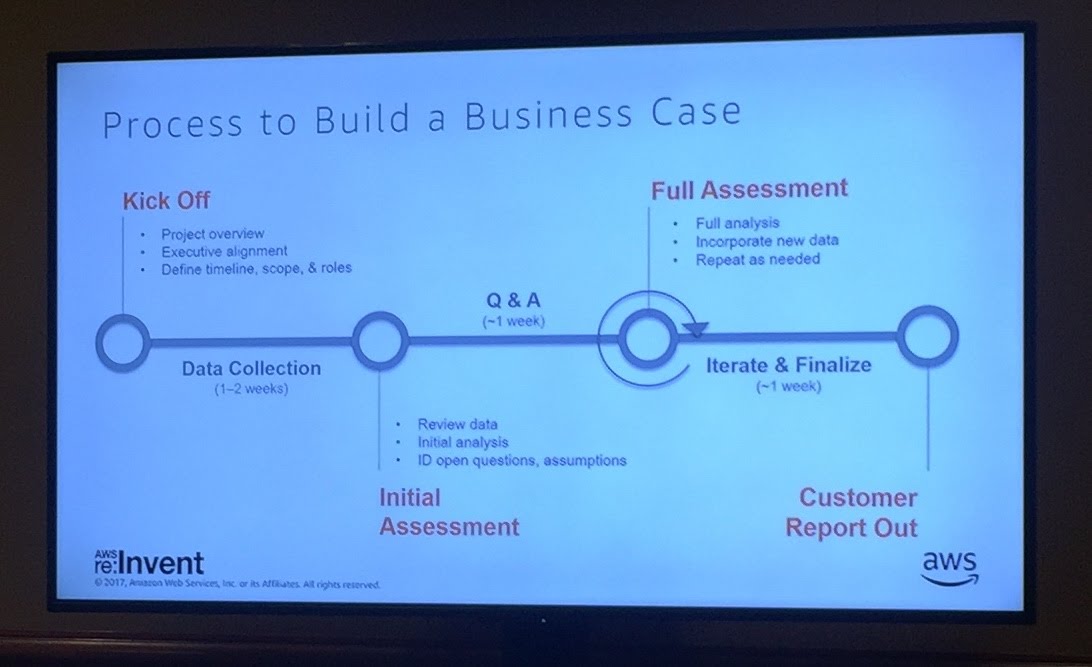 Process to Build a Business Case
Kick Off
• Project overview
• Executive alignment
• Define timeline, scope, & roles
Data Collection
(1–2 weeks)
• Review data
• Initial analysis
• ID open questions, assumptions
Initial
Assessment
Q & A
(~1 week)
Full Assessment
• Full analysis
• Incorporate new data
• Repeat as needed
Iterate & Finalize
(~1 week)
Customer
Report Out
AWS
re:Invent
© 2017, Amazon Web Services, Inc. or its Affiliates. All rights reserved.
aws